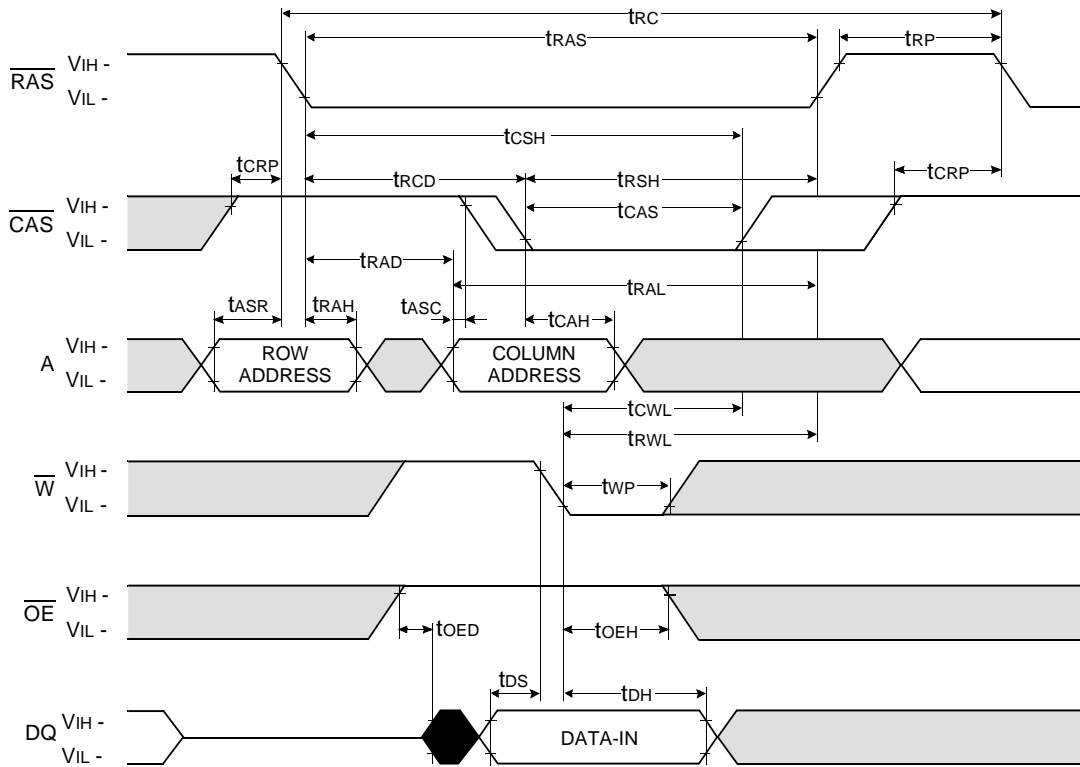 tRC
tRAS
tRP
RAS
VIH -
VIL -
tCSH
tCRP
tRCD
tRSH
tCRP
CAS
VIH -
VIL -
tCAS
tRAD
tRAL
tASR
tRAH
tASC
tCAH
A
VIH -
VIL -
ROW
ADDRESS
COLUMN
ADDRESS
tCWL
tRWL
W
VIH -
VIL -
tWP
OE
VIH -
VIL -
tOED
tOEH
tDS
tDH
DQ
VIH -
VIL -
DATA-IN